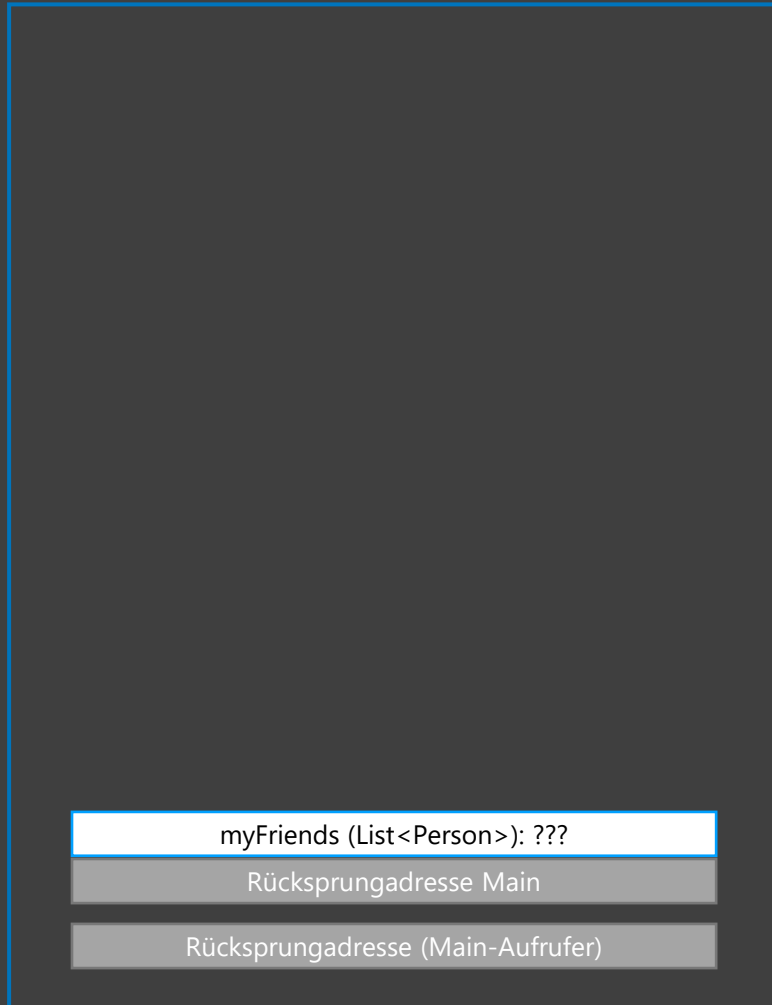 myFriends (List<Person>): ???
Rücksprungadresse Main
Rücksprungadresse (Main-Aufrufer)